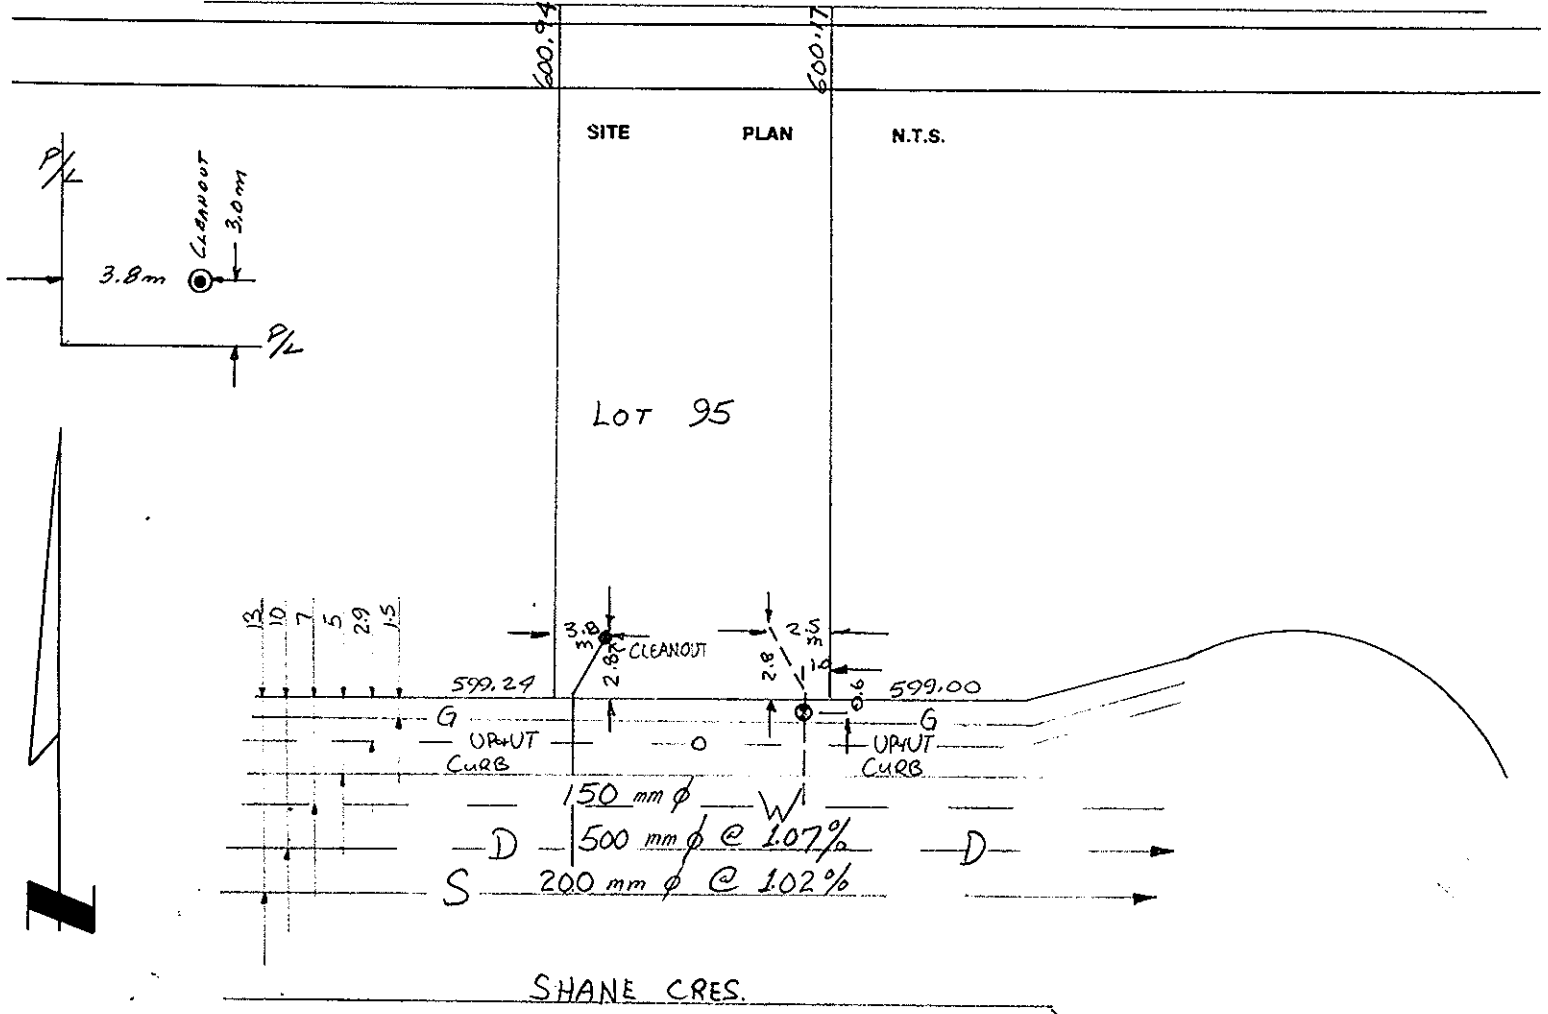 600.94
600.17
SITE PLAN N.T.S.
P/L
CLEANOUT
3.0m
3.8m
P/L
LOT 95
13
10
7
5
2.9
1.5
3.8
CLEANOUT
2.8
2.5
2.8
1.0
0.6
599.24
599.00
G
G
UP+UT
O
UP+UT
CURB
CURB
150 mm ϕ W
D 500 mm ϕ @ 1.07% D
S 200 mm ϕ @ 1.02%
SHANE CRES.